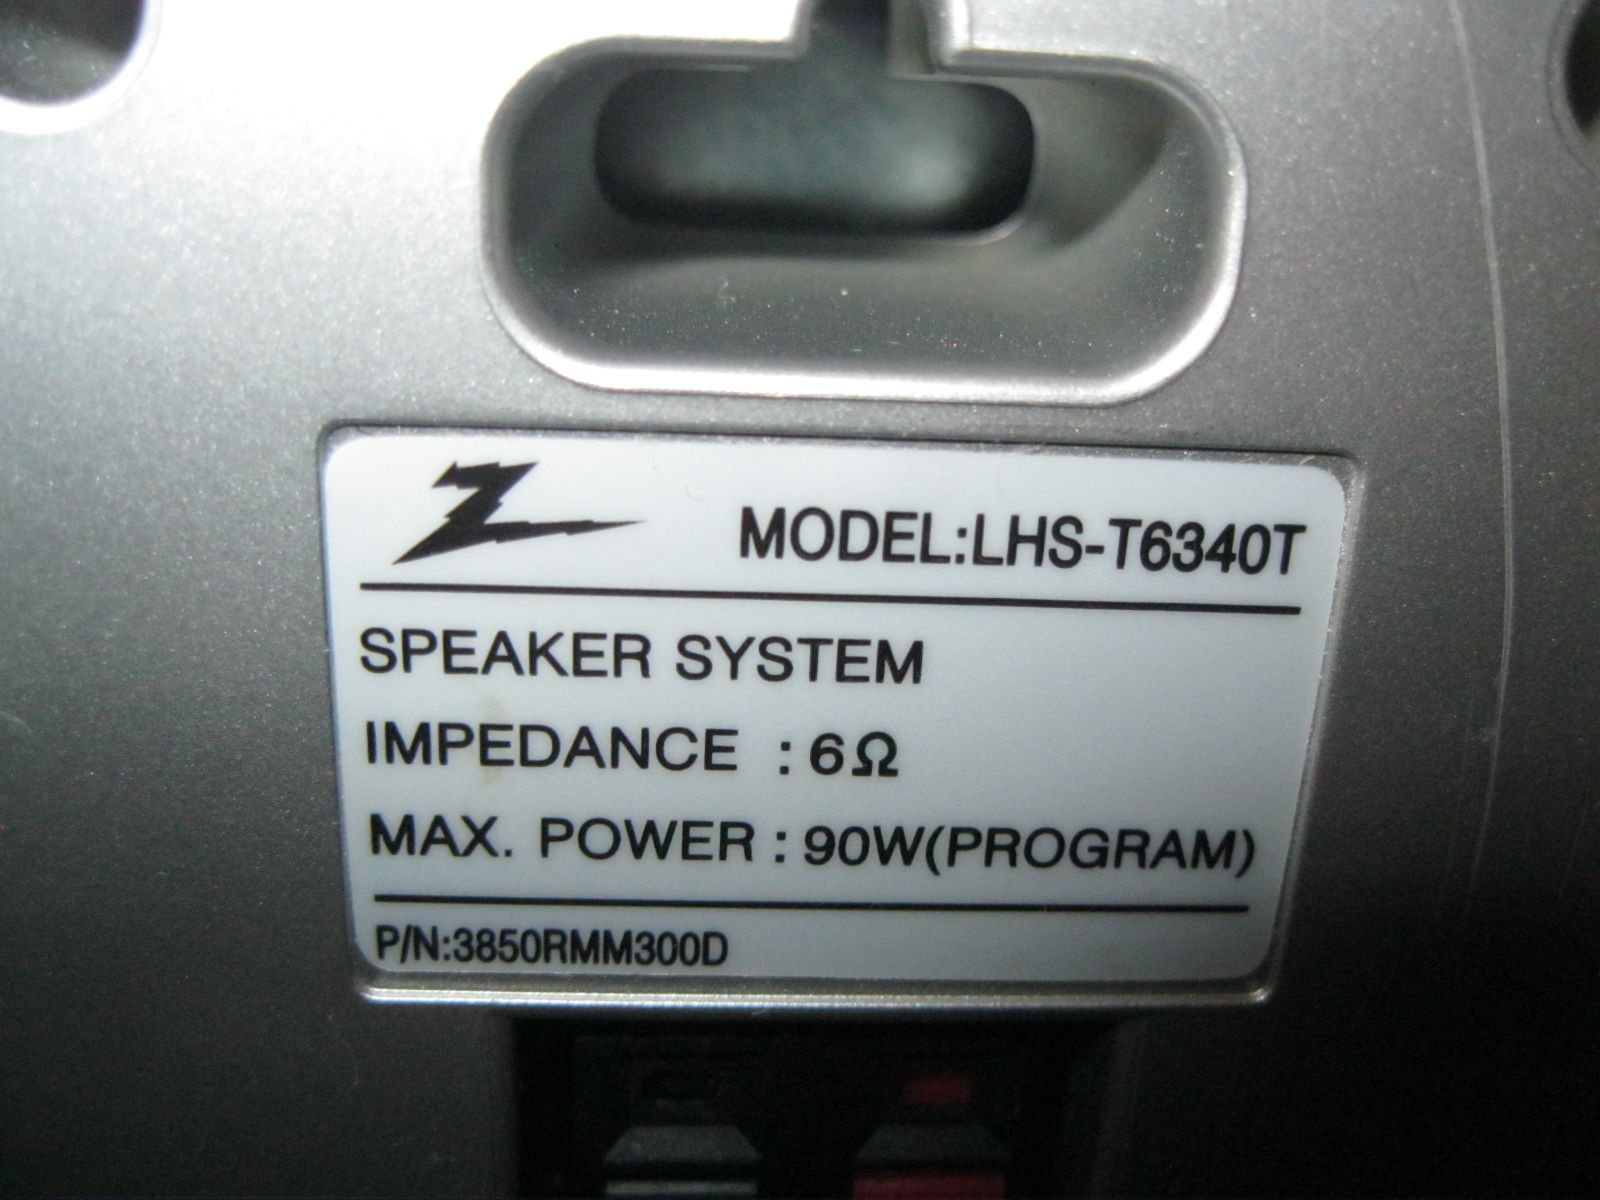 MODEL:LHS-T6340T
SPEAKER SYSTEM
IMPEDANCE : 6Ω
MAX. POWER : 90W(PROGRAM)
P/N:3850RMM300D